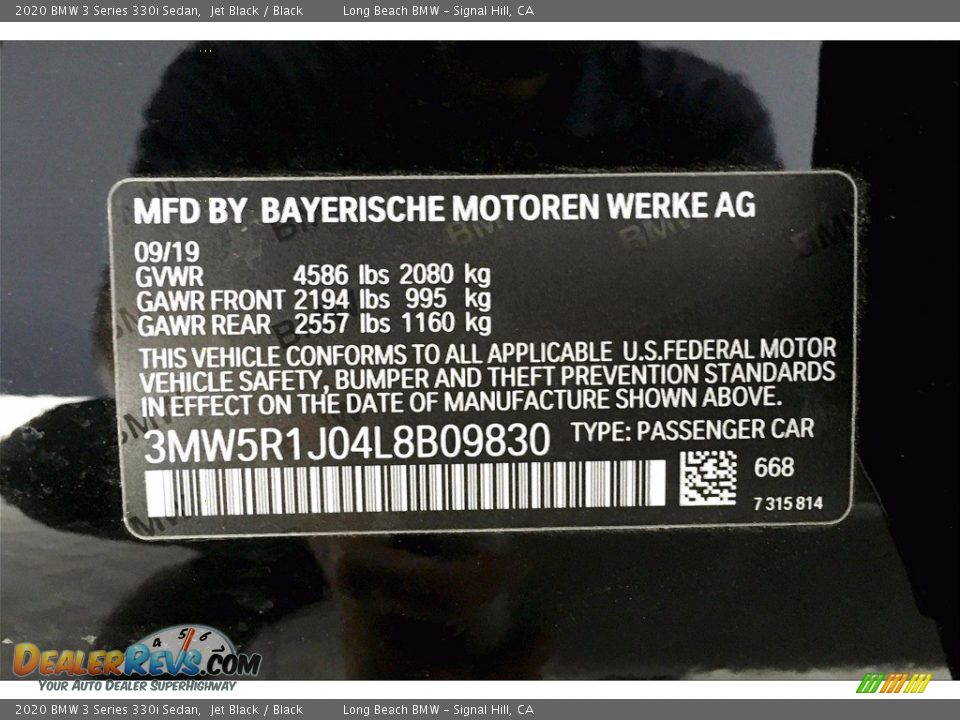 2020 BMW 3 Series 330i Sedan, Jet Black / Black Long Beach BMW - Signal Hill, CA
MFD BY BAYERISCHE MOTOREN WERKE AG
09/19
GVWR 4586 lbs 2080 kg
GAWR FRONT 2194 lbs 995 kg
GAWR REAR 2557 lbs 1160 kg
THIS VEHICLE CONFORMS TO ALL APPLICABLE U.S.FEDERAL MOTOR
VEHICLE SAFETY, BUMPER AND THEFT PREVENTION STANDARDS
IN EFFECT ON THE DATE OF MANUFACTURE SHOWN ABOVE.
3MW5R1J04L8B09830 TYPE: PASSENGER CAR
668
7 315 814
4 5 6
DealerRevs.com
Your Auto Dealer SuperHighway
2020 BMW 3 Series 330i Sedan, Jet Black / Black Long Beach BMW - Signal Hill, CA